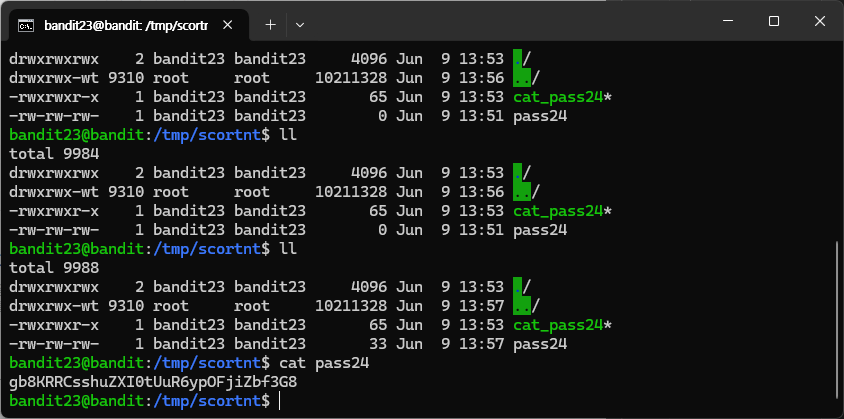 bandit23@bandit: /tmp/scortnt
drwxrwxrwx    2 bandit23 bandit23     4096 Jun  9 13:53 ./
drwxrwx-wt 9310 root     root     10211328 Jun  9 13:56 ../
-rwxrwxr-x    1 bandit23 bandit23       65 Jun  9 13:53 cat_pass24*
-rw-rw-rw-    1 bandit23 bandit23        0 Jun  9 13:51 pass24
bandit23@bandit:/tmp/scortnt$ ll
total 9984
drwxrwxrwx    2 bandit23 bandit23     4096 Jun  9 13:53 ./
drwxrwx-wt 9310 root     root     10211328 Jun  9 13:56 ../
-rwxrwxr-x    1 bandit23 bandit23       65 Jun  9 13:53 cat_pass24*
-rw-rw-rw-    1 bandit23 bandit23        0 Jun  9 13:51 pass24
bandit23@bandit:/tmp/scortnt$ ll
total 9988
drwxrwxrwx    2 bandit23 bandit23     4096 Jun  9 13:53 ./
drwxrwx-wt 9310 root     root     10211328 Jun  9 13:57 ../
-rwxrwxr-x    1 bandit23 bandit23       65 Jun  9 13:53 cat_pass24*
-rw-rw-rw-    1 bandit23 bandit23       33 Jun  9 13:57 pass24
bandit23@bandit:/tmp/scortnt$ cat pass24
gb8KRRCsshuZXI0tUuR6ypOFjiZbf3G8
bandit23@bandit:/tmp/scortnt$